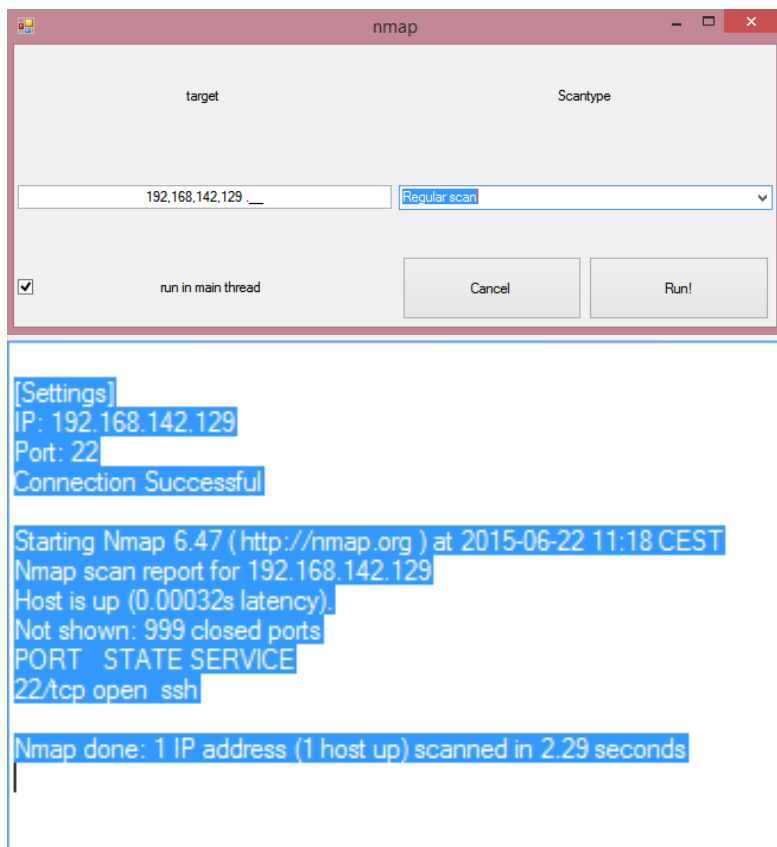 nmap
target Scantype
192,168,142,129 .__ Regular scan
run in main thread Cancel Run!
[Settings]
IP: 192.168.142.129
Port: 22
Connection Successful
Starting Nmap 6.47 ( http://nmap.org ) at 2015-06-22 11:18 CEST
Nmap scan report for 192.168.142.129
Host is up (0.00032s latency).
Not shown: 999 closed ports
PORT STATE SERVICE
22/tcp open ssh
Nmap done: 1 IP address (1 host up) scanned in 2.29 seconds